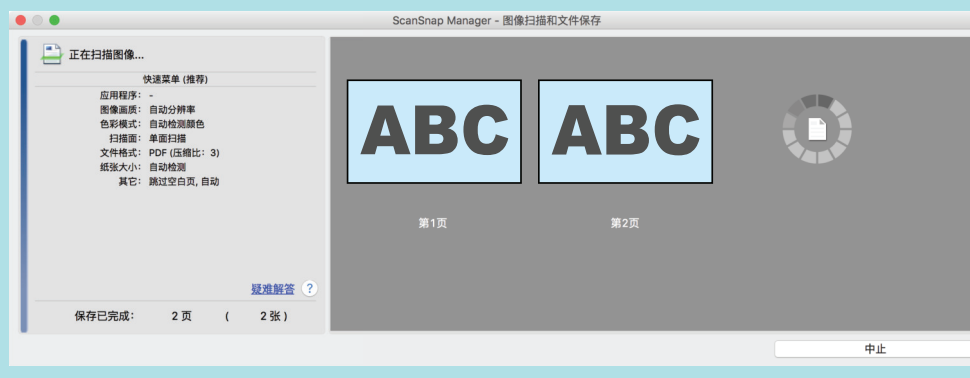 ScanSnap Manager - 图像扫描和文件保存
正在扫描图像...
快速菜单 (推荐)
应用程序: -
图像画质: 自动分辨率
色彩模式: 自动检测颜色
扫描面: 单面扫描
文件格式: PDF (压缩比: 3)
纸张大小: 自动检测
其它: 跳过空白页, 自动
疑难解答 ?
保存已完成: 2 页 ( 2 张 )
ABC ABC
第1页 第2页
中止